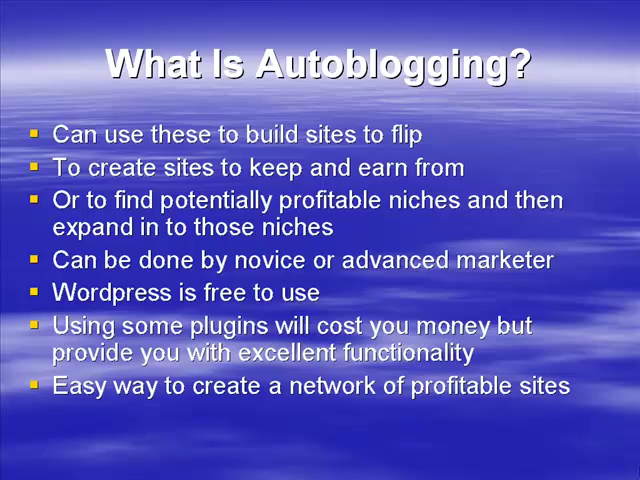 What Is Autoblogging?
Can use these to build sites to flip
To create sites to keep and earn from
Or to find potentially profitable niches and then
expand in to those niches
Can be done by novice or advanced marketer
Wordpress is free to use
Using some plugins will cost you money but
provide you with excellent functionality
Easy way to create a network of profitable sites